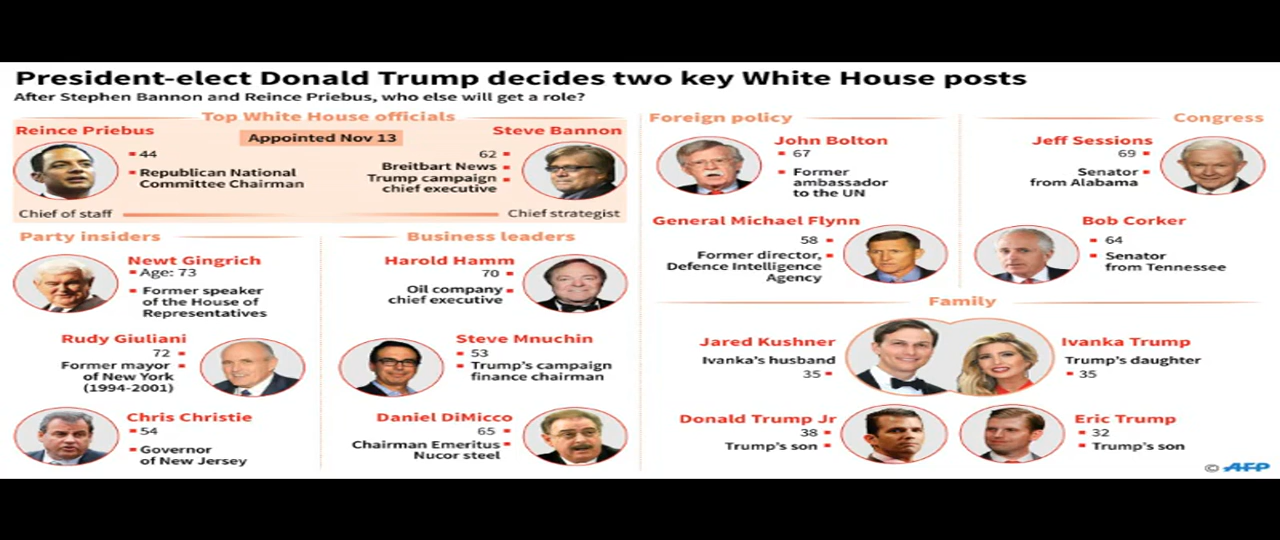 President-elect Donald Trump decides two key White House posts
After Stephen Bannon and Reince Priebus, who else will get a role?
Top White House officials
Appointed Nov 13
Reince Priebus
44
Republican National
Committee Chairman
Chief of staff
Steve Bannon
62
Breitbart News
Trump campaign
chief executive
Chief strategist
Party insiders
Newt Gingrich
Age: 73
Former speaker
of the House of
Representatives
Rudy Giuliani
72
Former mayor
of New York
(1994-2001)
Chris Christie
54
Governor
of New Jersey
Business leaders
Harold Hamm
70
Oil company
chief executive
Steve Mnuchin
53
Trump's campaign
finance chairman
Daniel DiMicco
65
Chairman Emeritus
Nucor steel
Foreign policy
John Bolton
67
Former
ambassador
to the UN
General Michael Flynn
58
Former director,
Defence Intelligence
Agency
Congress
Jeff Sessions
69
Senator
from Alabama
Bob Corker
64
Senator
from Tennessee
Family
Jared Kushner
Ivanka's husband
35
Ivanka Trump
Trump's daughter
35
Donald Trump Jr
38
Trump's son
Eric Trump
32
Trump's son
© AFP